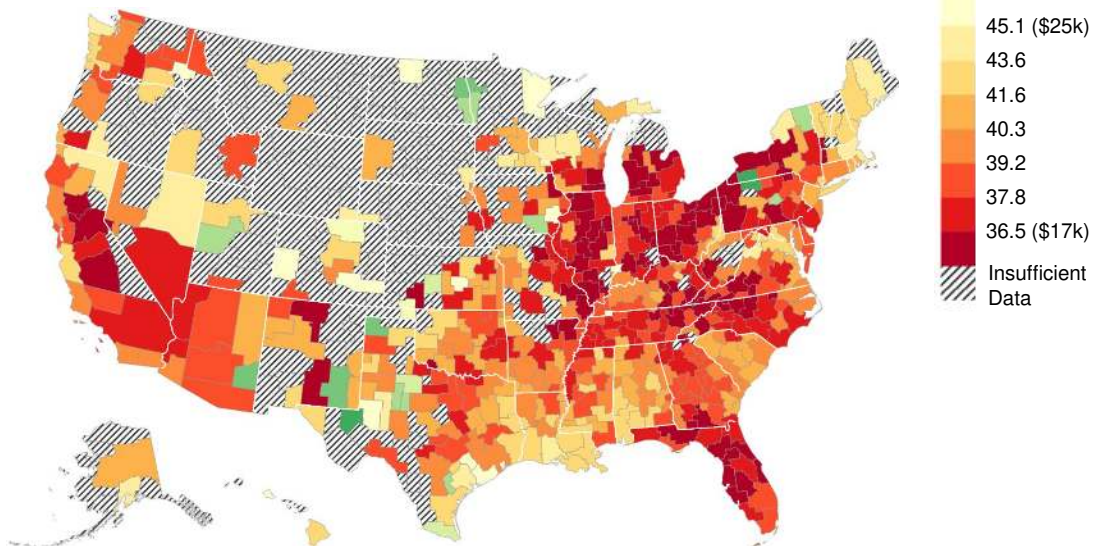 45.1 ($25k)
43.6
41.6
40.3
39.2
37.8
36.5 ($17k)
Insufficient
Data